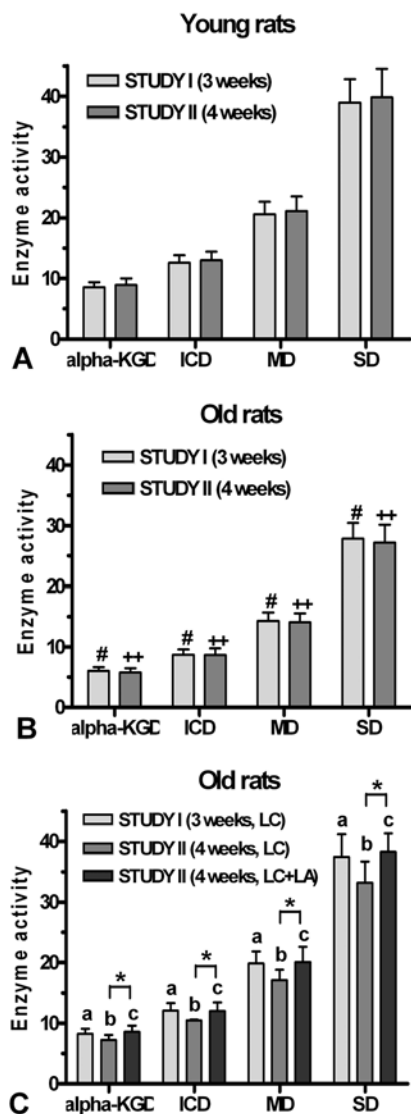 Young rats
STUDY I (3 weeks)
STUDY II (4 weeks)
Enzyme activity
40
30
20
10
0
alpha-KGD ICD MD SD
A
Old rats
STUDY I (3 weeks)
STUDY II (4 weeks)
Enzyme activity
40
30
20
10
0
# ++ # ++ # ++ # ++
alpha-KGD ICD MD SD
B
Old rats
STUDY I (3 weeks, LC)
STUDY II (4 weeks, LC)
STUDY II (4 weeks, LC+LA)
Enzyme activity
40
30
20
10
0
* * * *
a b c a b c a b c a b c
alpha-KGD ICD MD SD
C